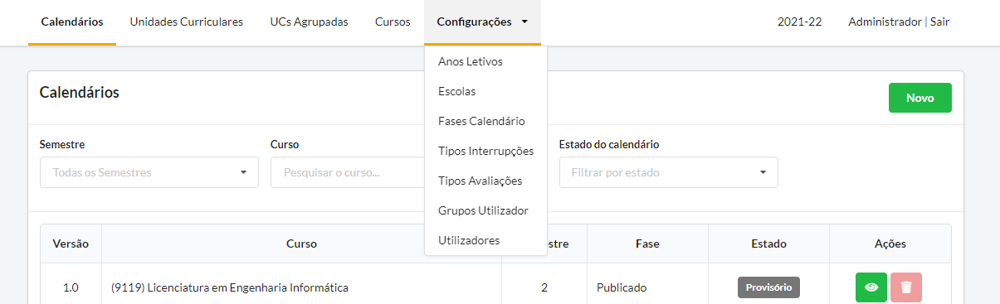 Calendários Unidades Curriculares UCs Agrupadas Cursos Configurações 2021-22 Administrador | Sair
Anos Letivos
Escolas
Fases Calendário
Tipos Interrupções
Tipos Avaliações
Grupos Utilizador
Utilizadores
Calendários
Novo
Semestre Curso Estado do calendário
Todas os Semestres Pesquisar o curso... Filtrar por estado
Versão Curso stre Fase Estado Ações
1.0 (9119) Licenciatura em Engenharia Informática 2 Publicado Provisório